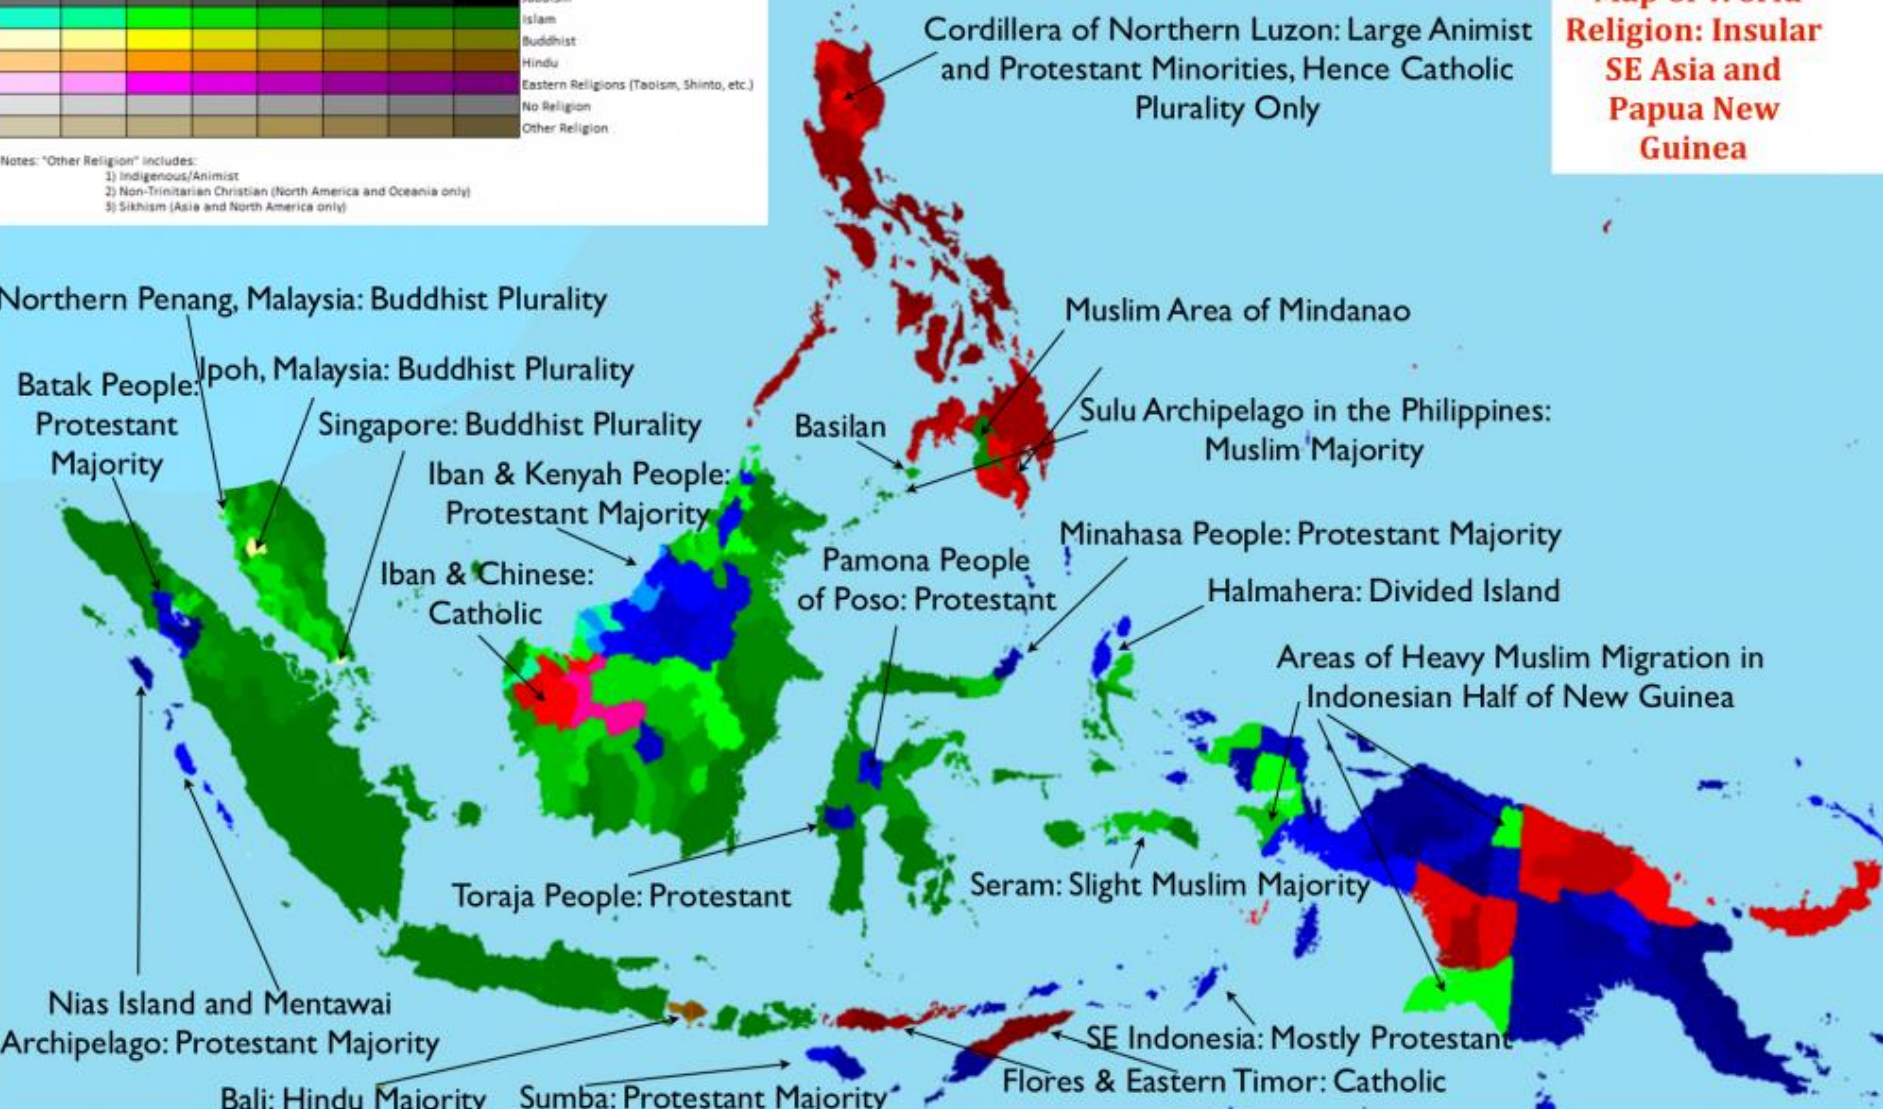 Islam
Buddhist
Hindu
Eastern Religions (Taoism, Shinto, etc.)
No Religion
Other Religion
Notes: "Other Religion" includes:
1) Indigenous/Animist
2) Non-Trinitarian Christian (North America and Oceania only)
3) Sikhism (Asia and North America only)
Cordillera of Northern Luzon: Large Animist
and Protestant Minorities, Hence Catholic
Plurality Only
Map of World
Religion: Insular
SE Asia and
Papua New
Guinea
Northern Penang, Malaysia: Buddhist Plurality
Ipoh, Malaysia: Buddhist Plurality
Batak People:
Protestant
Majority
Singapore: Buddhist Plurality
Iban & Kenyah People:
Protestant Majority
Iban & Chinese:
Catholic
Muslim Area of Mindanao
Basilan
Sulu Archipelago in the Philippines:
Muslim Majority
Minahasa People: Protestant Majority
Pamona People
of Poso: Protestant
Halmahera: Divided Island
Areas of Heavy Muslim Migration in
Indonesian Half of New Guinea
Toraja People: Protestant
Seram: Slight Muslim Majority
Nias Island and Mentawai
Archipelago: Protestant Majority
Bali: Hindu Majority
Sumba: Protestant Majority
SE Indonesia: Mostly Protestant
Flores & Eastern Timor: Catholic